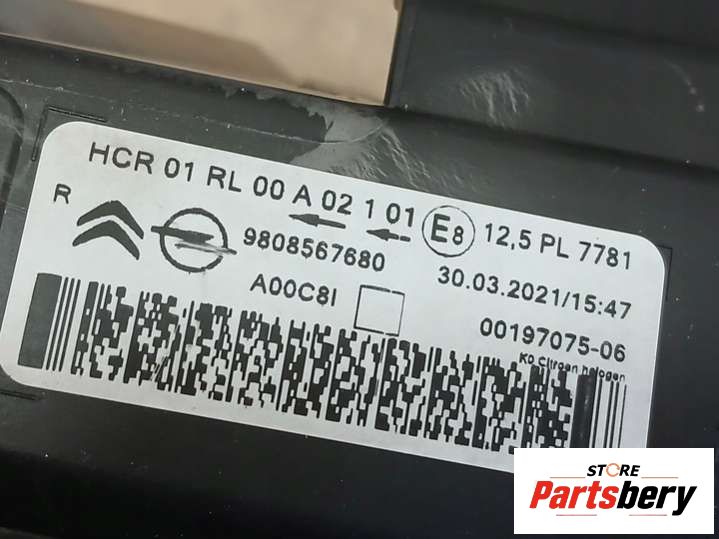 HCR 01 RL 00 A 02 1 01 E8 12,5 PL 7781
R
9808567680
30.03.2021/15:47
A00C8I
00197075-06
K0 Citroen halogen
STORE
Partsbery